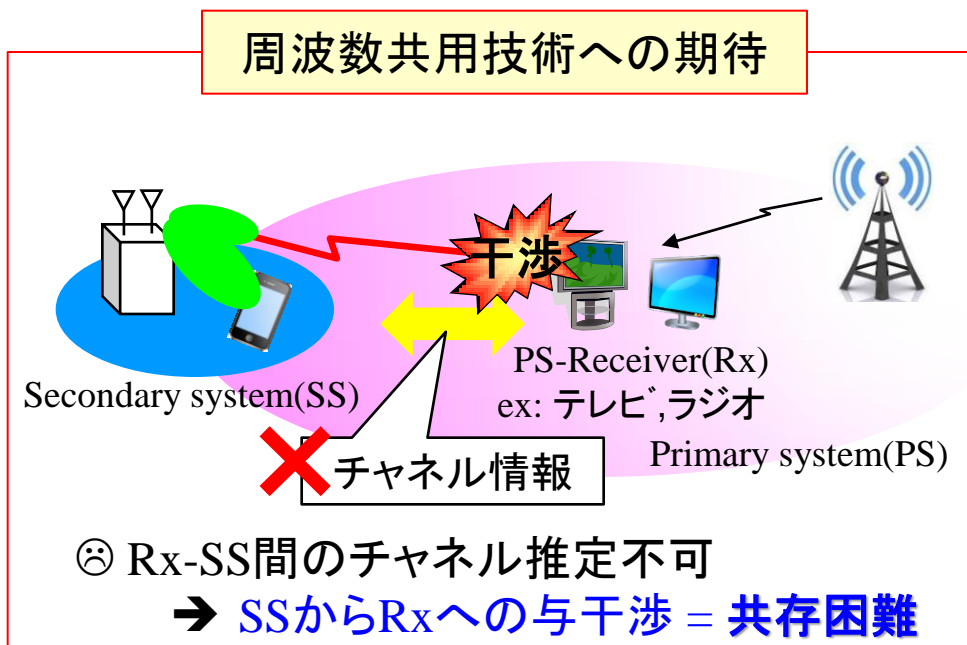 周波数共用技術への期待
干渉
PS-Receiver(Rx)
ex: テレビ,ラジオ
Secondary system(SS)
Primary system(PS)
チャネル情報
☹ Rx-SS間のチャネル推定不可
➔ SSからRxへの与干渉 = 共存困難